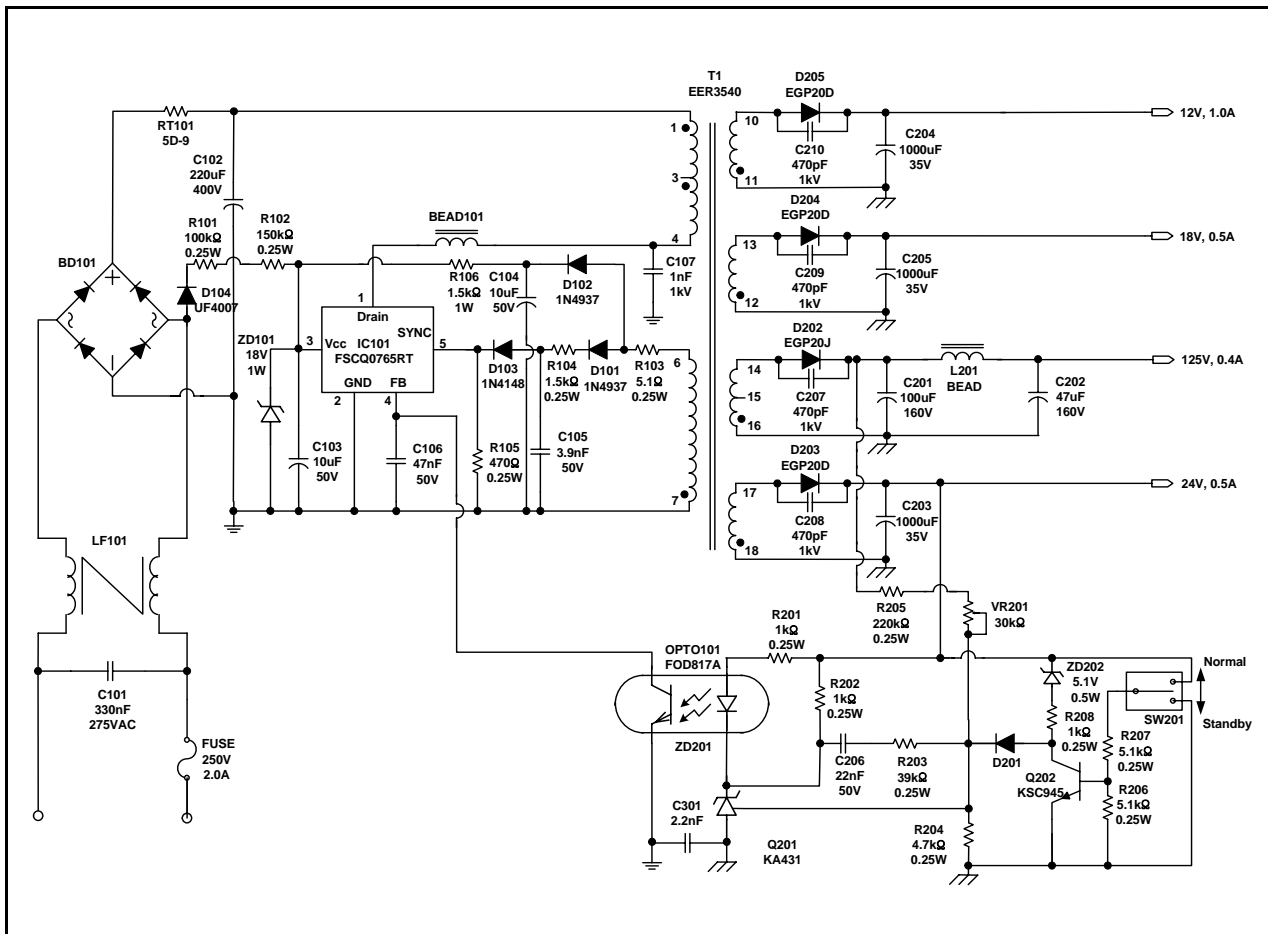 T1
EER3540
D205
EGP20D
RT101
5D-9
C102
220uF
400V
1
3
4
10
11
C210
470pF
1kV
C204
1000uF
35V
12V, 1.0A
BEAD101
D204
EGP20D
13
12
C209
470pF
1kV
C205
1000uF
35V
18V, 0.5A
R101
100kΩ
0.25W
R102
150kΩ
0.25W
BD101
D104
UF4007
R106
1.5kΩ
1W
C104
10uF
50V
D102
1N4937
C107
1nF
1kV
ZD101
18V
1W
1
Drain
3
Vcc
SYNC
5
IC101
FSCQ0765RT
GND
FB
2
4
D103
1N4148
R104
1.5kΩ
0.25W
D101
1N4937
R103
5.1Ω
0.25W
6
7
D202
EGP20J
14
15
16
C207
470pF
1kV
C201
100uF
160V
L201
BEAD
C202
47uF
160V
125V, 0.4A
C103
10uF
50V
C106
47nF
50V
R105
470Ω
0.25W
C105
3.9nF
50V
D203
EGP20D
17
18
C208
470pF
1kV
C203
1000uF
35V
24V, 0.5A
LF101
C101
330nF
275VAC
FUSE
250V
2.0A
OPTO101
FOD817A
R201
1kΩ
0.25W
R205
220kΩ
0.25W
VR201
30kΩ
R202
1kΩ
0.25W
ZD202
5.1V
0.5W
R208
1kΩ
0.25W
Normal
SW201
Standby
ZD201
C206
22nF
50V
R203
39kΩ
0.25W
D201
Q202
KSC945
R207
5.1kΩ
0.25W
R206
5.1kΩ
0.25W
C301
2.2nF
Q201
KA431
R204
4.7kΩ
0.25W